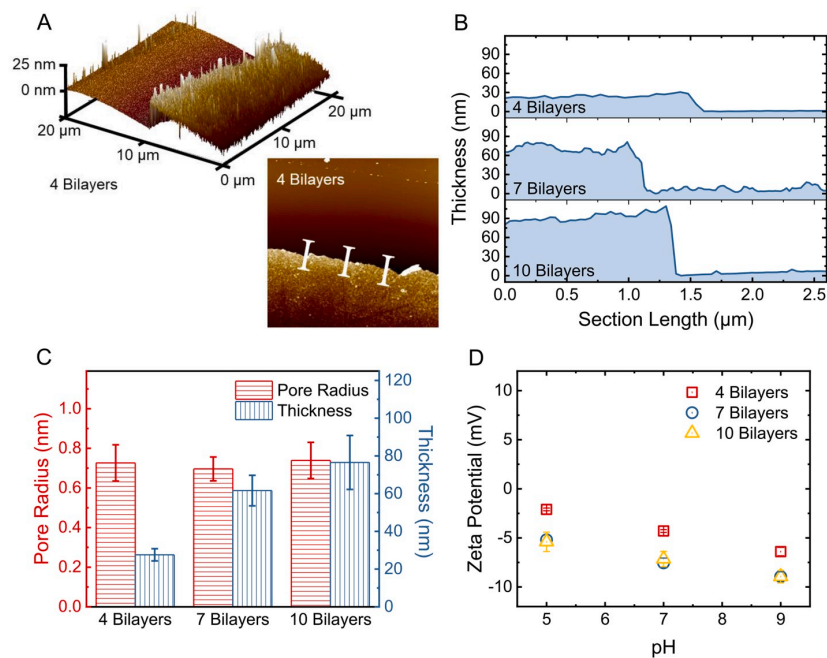 A
25 nm
0 nm
20 µm
10 µm
0 µm
10 µm
20 µm
4 Bilayers
4 Bilayers
B
Thickness (nm)
90
60
30
0
4 Bilayers
90
60
30
0
7 Bilayers
90
60
30
0
10 Bilayers
0.0 0.5 1.0 1.5 2.0 2.5
Section Length (µm)
C
Pore Radius (nm)
1.0
0.8
0.6
0.4
0.2
0.0
Pore Radius
Thickness
120
100
80
60
40
20
0
Thickness (nm)
4 Bilayers 7 Bilayers 10 Bilayers
D
Zeta Potential (mV)
10
5
0
-5
-10
4 Bilayers
7 Bilayers
10 Bilayers
5 6 7 8 9
pH